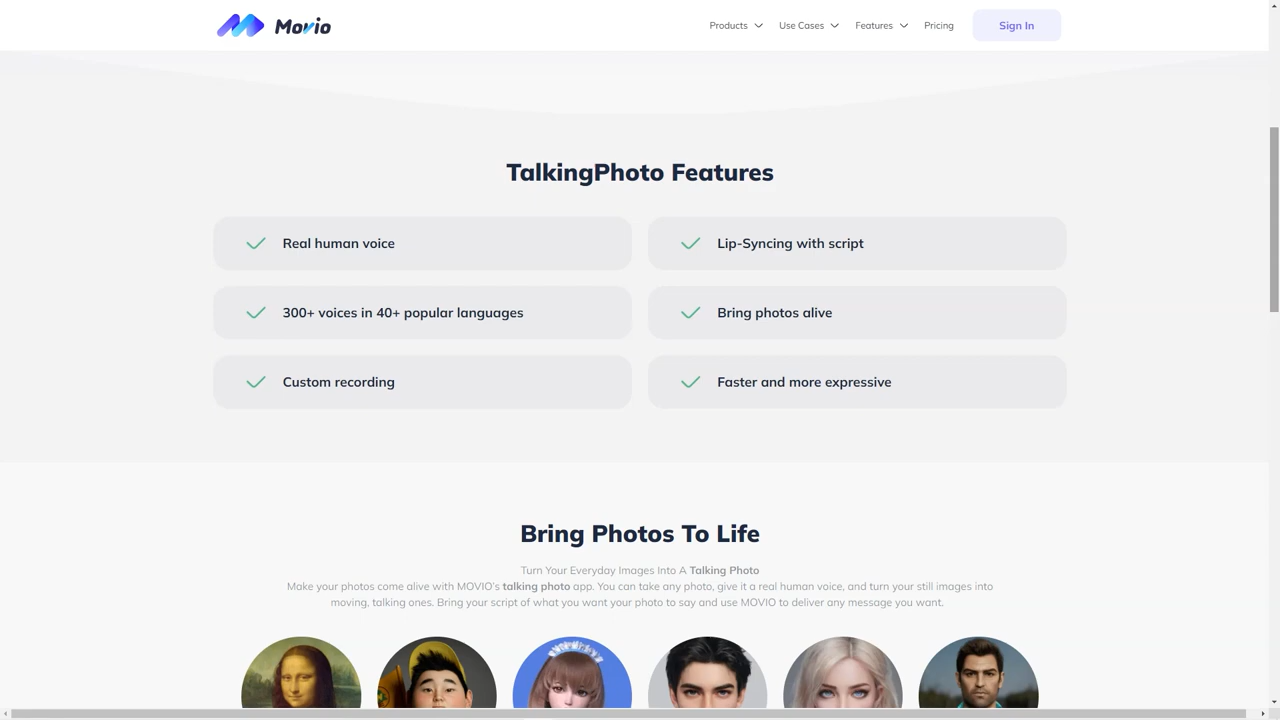 Movio
Products
Use Cases
Features
Pricing
Sign In
TalkingPhoto Features
Real human voice
Lip-Syncing with script
300+ voices in 40+ popular languages
Bring photos alive
Custom recording
Faster and more expressive
Bring Photos To Life
Turn Your Everyday Images Into A Talking Photo
Make your photos come alive with MOVIO's talking photo app. You can take any photo, give it a real human voice, and turn your still images into
moving, talking ones. Bring your script of what you want your photo to say and use MOVIO to deliver any message you want.